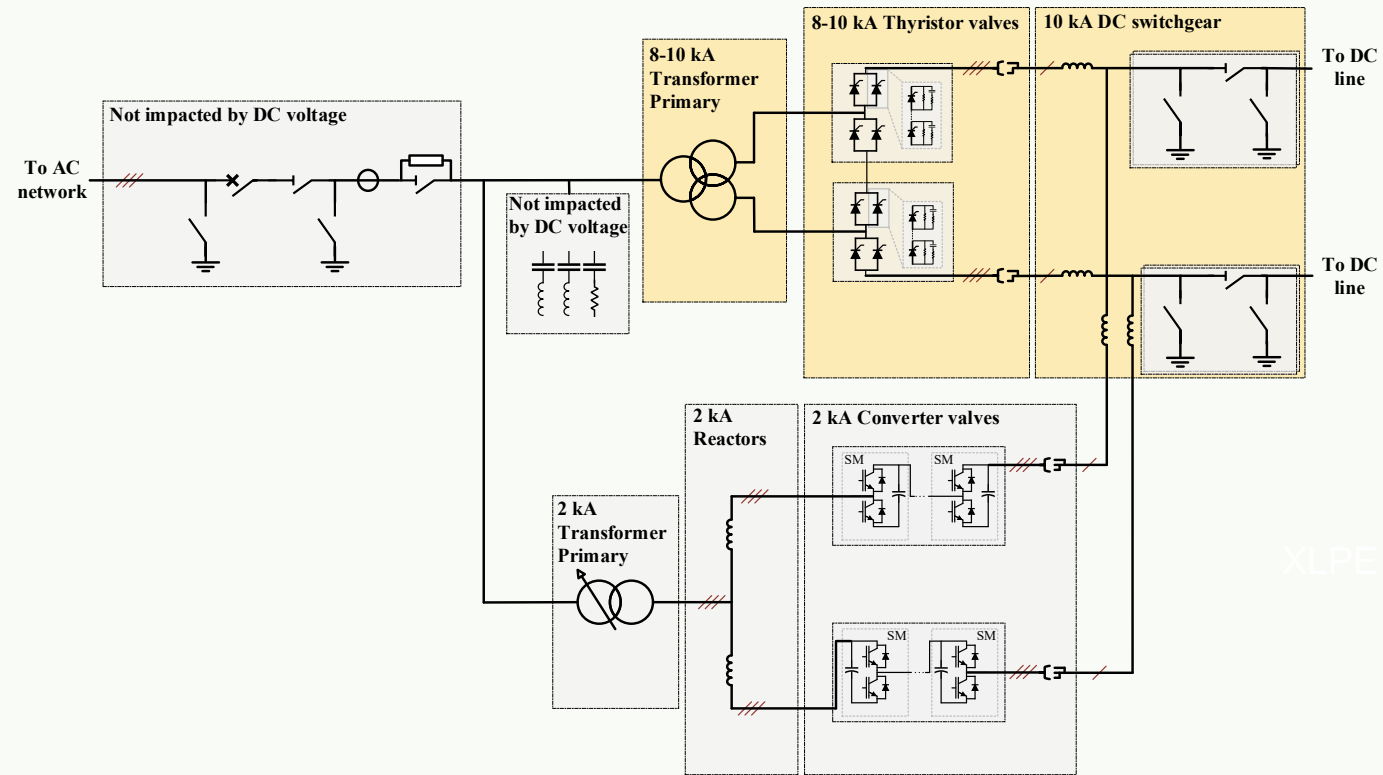 8-10 kA Thyristor valves
10 kA DC switchgear
8-10 kA
Transformer
Primary
To DC
line
Not impacted by DC voltage
To AC
network
Not impacted
by DC voltage
To DC
line
2 kA
Reactors
2 kA Converter valves
SM
SM
2 kA
Transformer
Primary
XLPE
SM
SM